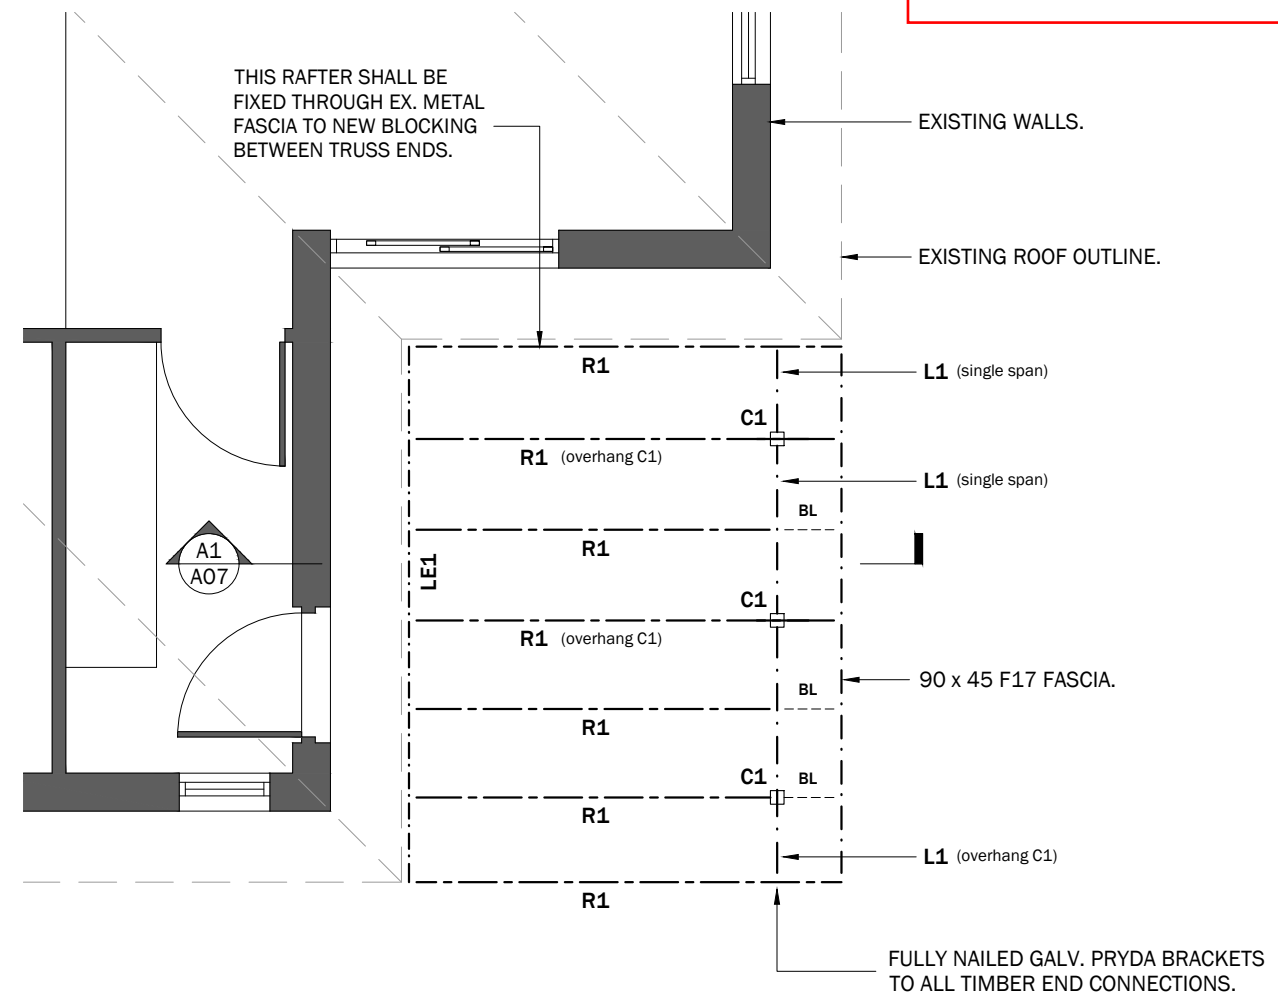 THIS RAFTER SHALL BE
FIXED THROUGH EX. METAL
FASCIA TO NEW BLOCKING
BETWEEN TRUSS ENDS.
EXISTING WALLS.
EXISTING ROOF OUTLINE.
R1
L1 (single span)
C1
R1 (overhang C1)
L1 (single span)
BL
R1
A1
A07
LE1
C1
R1 (overhang C1)
90 x 45 F17 FASCIA.
BL
R1
C1
BL
R1
L1 (overhang C1)
R1
FULLY NAILED GALV. PRYDA BRACKETS
TO ALL TIMBER END CONNECTIONS.